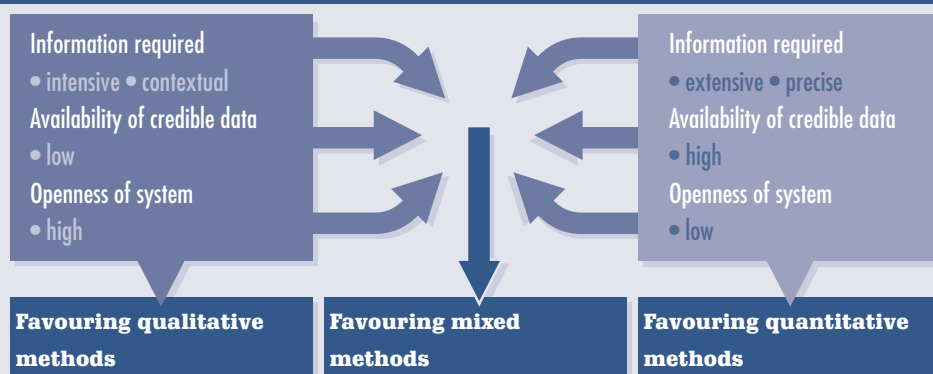 Information required
• intensive • contextual
Availability of credible data
• low
Openness of system
• high
Information required
• extensive • precise
Availability of credible data
• high
Openness of system
• low
Favouring qualitative
methods
Favouring mixed
methods
Favouring quantitative
methods